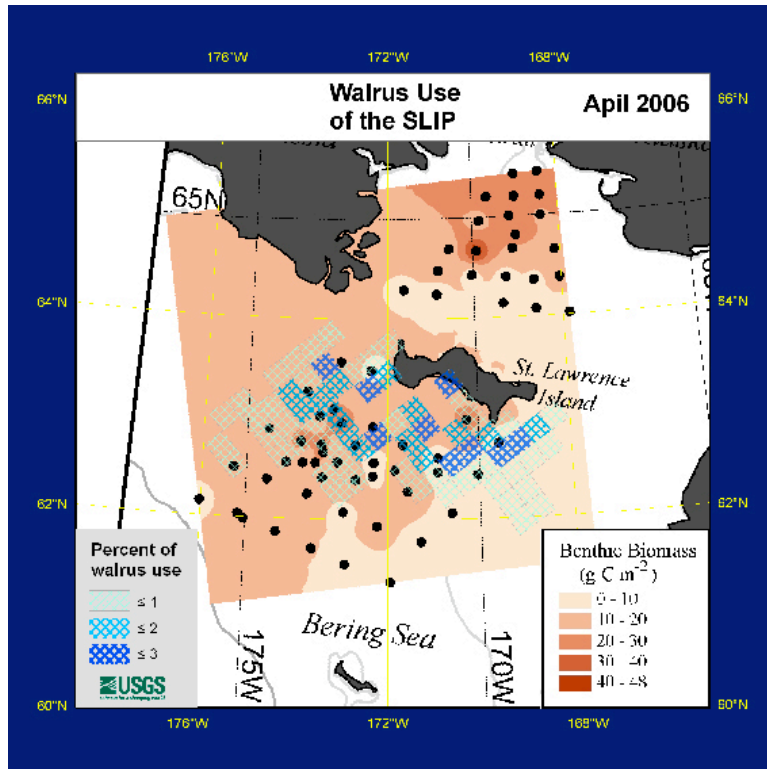 176°W 172°W 168°W
66°N 66°N
Walrus Use
of the SLIP
April 2006
65N
64°N 64°N
St. Lawrence
Island
62°N 62°N
Percent of
walrus use
≤ 1
≤ 2
≤ 3
USGS
Benthic Biomass
(g C m⁻²)
0 - 10
10 - 20
20 - 30
30 - 40
40 - 48
Bering Sea
175W
170W
60°N 60°N
176°W 172°W 168°W